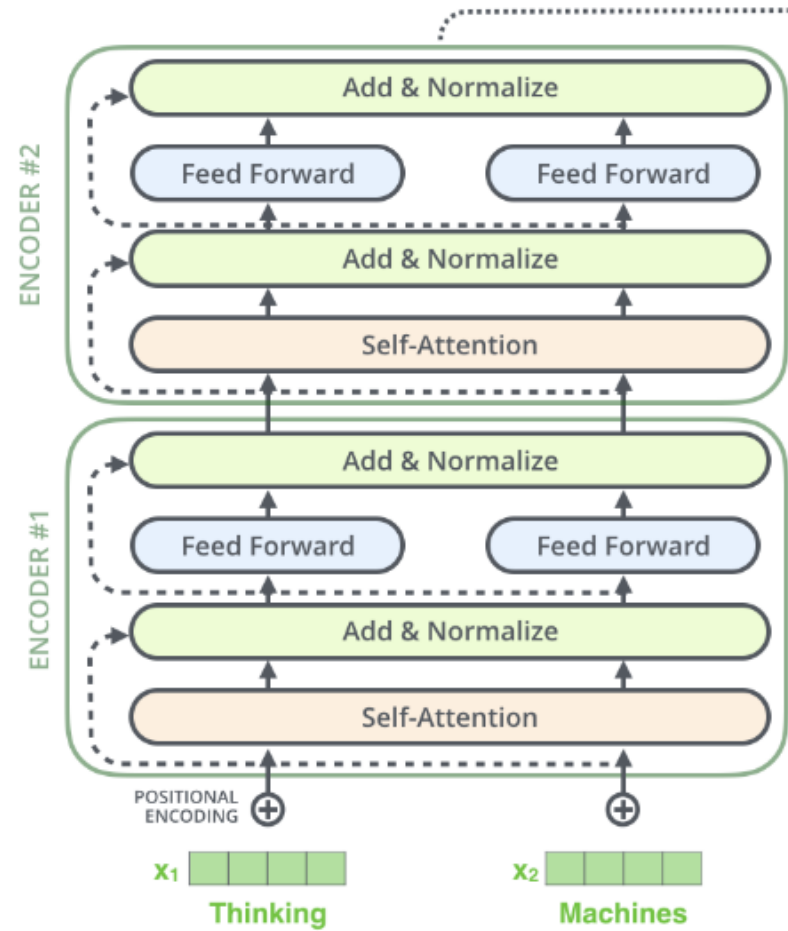 ENCODER #2
Add & Normalize
Feed Forward Feed Forward
Add & Normalize
Self-Attention
ENCODER #1
Add & Normalize
Feed Forward Feed Forward
Add & Normalize
Self-Attention
POSITIONAL
ENCODING
x₁ x₂
Thinking Machines